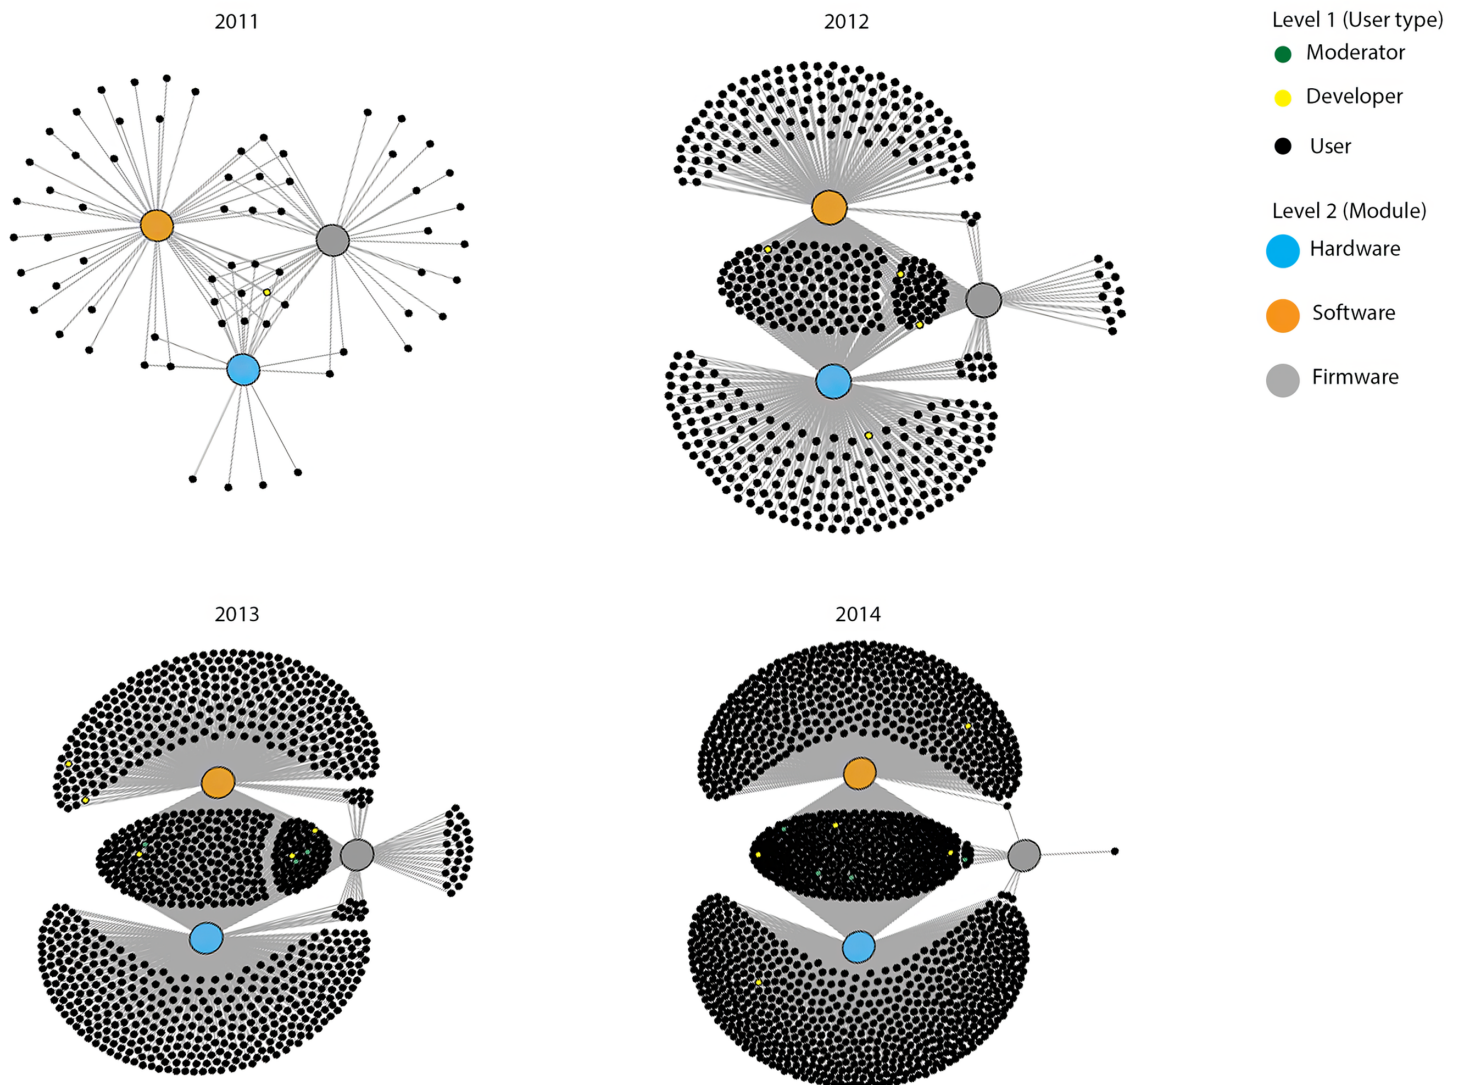 2011
2012
Level 1 (User type)
Moderator
Developer
User
Level 2 (Module)
Hardware
Software
Firmware
2013
2014